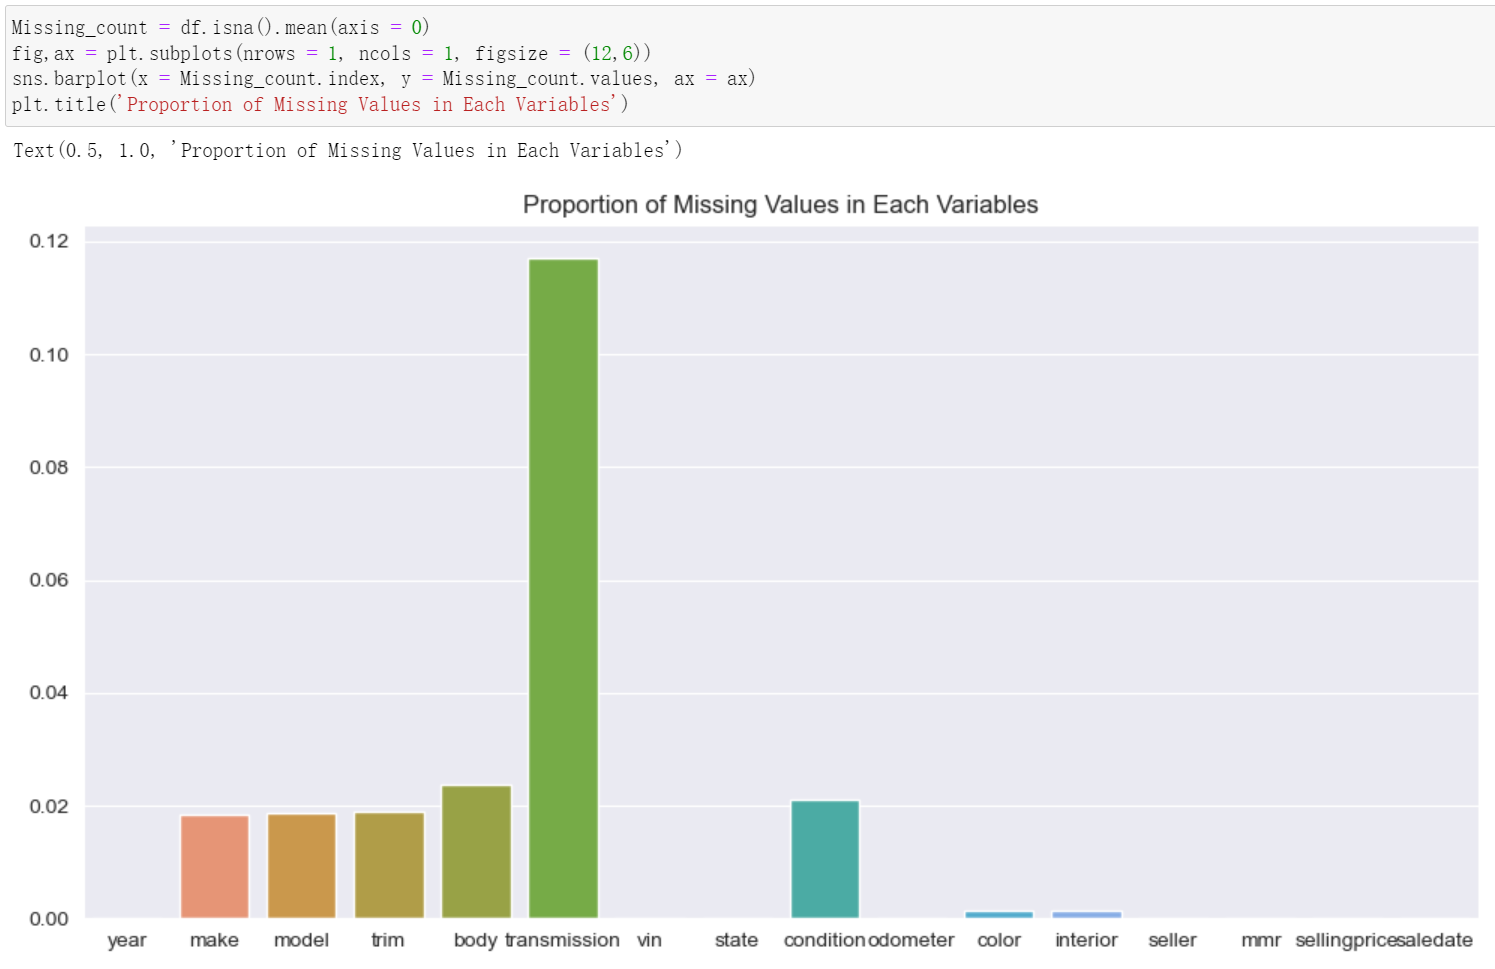 Missing_count = df.isna().mean(axis = 0)
fig,ax = plt.subplots(nrows = 1, ncols = 1, figsize = (12,6))
sns.barplot(x = Missing_count.index, y = Missing_count.values, ax = ax)
plt.title('Proportion of Missing Values in Each Variables')
Text(0.5, 1.0, 'Proportion of Missing Values in Each Variables')
Proportion of Missing Values in Each Variables
0.12
0.10
0.08
0.06
0.04
0.02
0.00
year make model trim body transmission vin state condition odometer color interior seller mmr sellingprice saledate